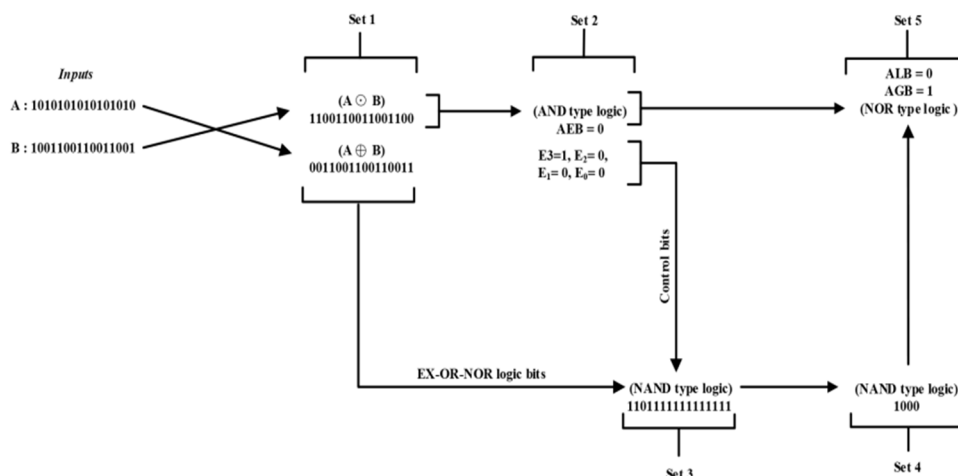 Set 1
Set 2
Set 5
Inputs
A : 1010101010101010
B : 1001100110011001
(A ⊙ B)
1100110011001100
(A ⊕ B)
0011001100110011
(AND type logic)
AEB = 0
E3=1, E₂= 0,
E₁= 0, E₀= 0
ALB = 0
AGB = 1
(NOR type logic)
Control bits
EX-OR-NOR logic bits
(NAND type logic)
1101111111111111
(NAND type logic)
1000
Set 3
Set 4